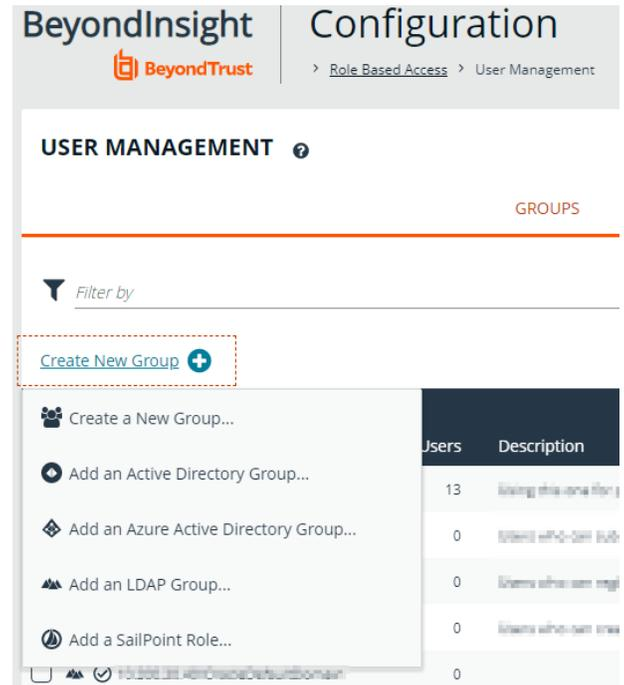 BeyondInsight
BeyondTrust
Configuration
> Role Based Access > User Management
USER MANAGEMENT ?
GROUPS
Filter by
Create New Group
Create a New Group...
Add an Active Directory Group...
Add an Azure Active Directory Group...
Add an LDAP Group...
Add a SailPoint Role...
Users Description
13
0
0
0
0